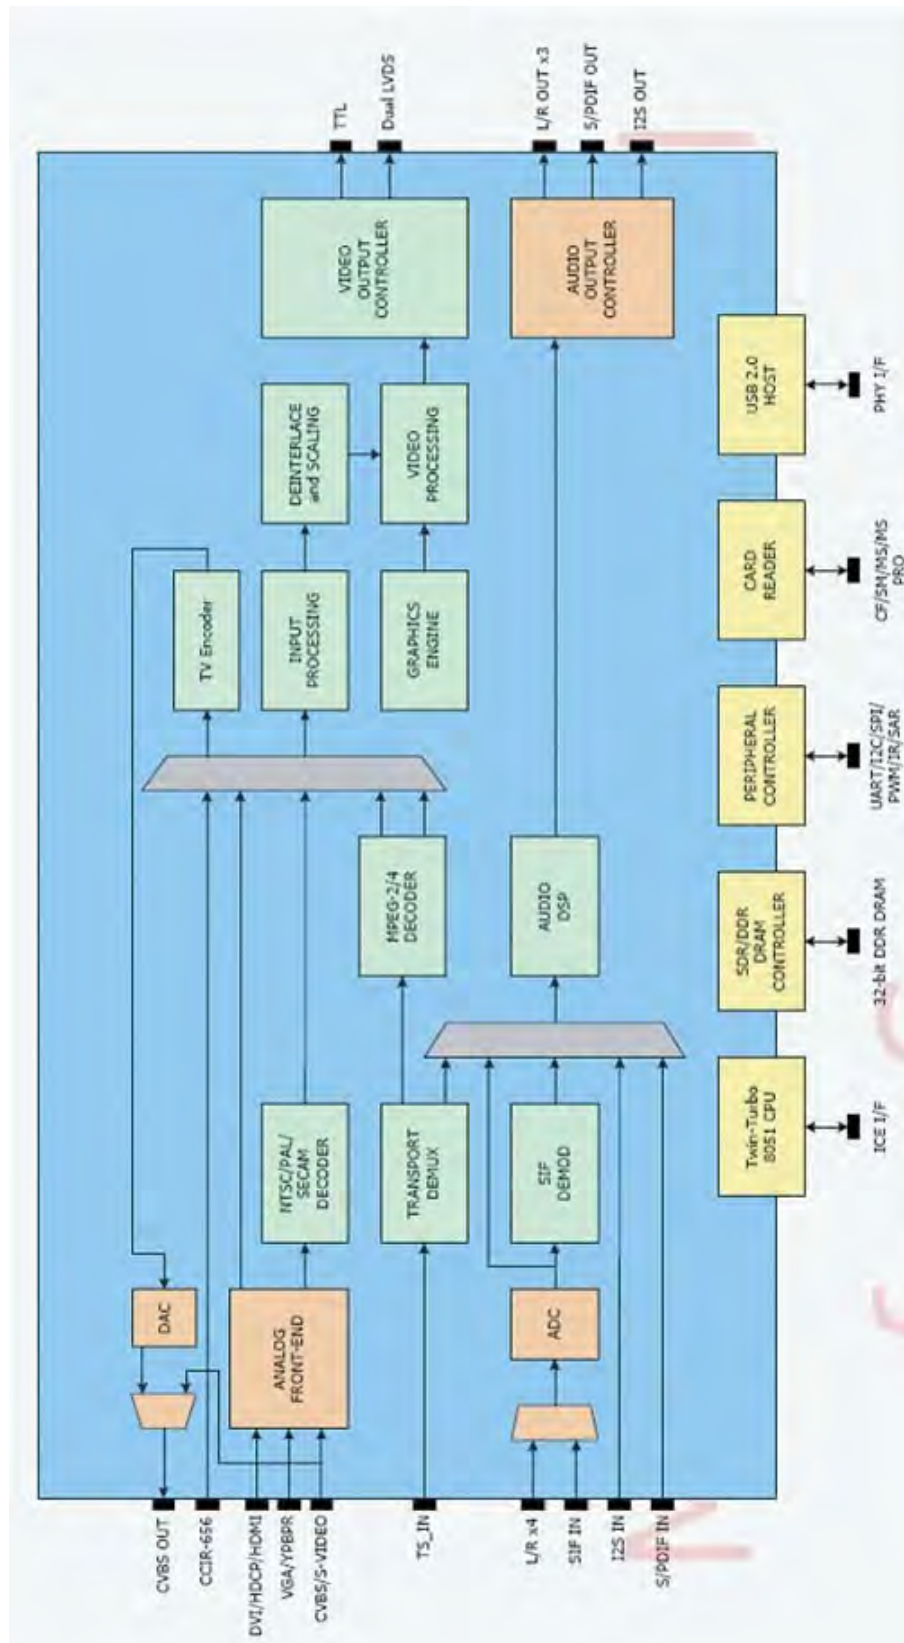 CVBS OUT
CCIR-656
DVI/HDCP/HDMI
VGA/YPBPR
CVBS/S-VIDEO
TS_IN
L/R x4
SIF IN
I2S IN
S/PDIF IN
DAC
ANALOG
FRONT-END
ADC
NTSC/PAL/
SECAM
DECODER
TRANSPORT
DEMUX
SIF
DEMOD
MPEG-2/4
DECODER
AUDIO
DSP
TV Encoder
INPUT
PROCESSING
GRAPHICS
ENGINE
DEINTERLACE
and SCALING
VIDEO
PROCESSING
VIDEO
OUTPUT
CONTROLLER
AUDIO
OUTPUT
CONTROLLER
TTL
Dual LVDS
L/R OUT x3
S/PDIF OUT
I2S OUT
Twin-Turbo
8051 CPU
SDR/DDR
DRAM
CONTROLLER
PERIPHERAL
CONTROLLER
CARD
READER
USB 2.0
HOST
ICE I/F
32-bit DDR DRAM
UART/I2C/SPI/
PWM/IR/SAR
CF/SM/MS/MS
PRO
PHY I/F